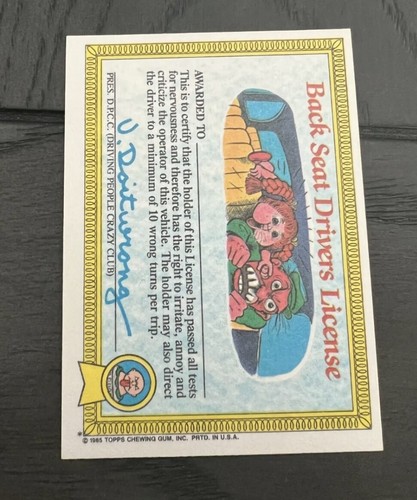 Back Seat Drivers License
AWARDED TO
This is to certify that the holder of this License has passed all tests
for nervousness and therefore has the right to irritate, annoy and
criticize the operator of this vehicle. The holder may also direct
the driver to a minimum of 10 wrong turns per trip.
U. Doitwrong
PRES. D.P.C.C. (DRIVING PEOPLE CRAZY CLUB)
* © 1985 TOPPS CHEWING GUM, INC. PRTD. IN U.S.A.